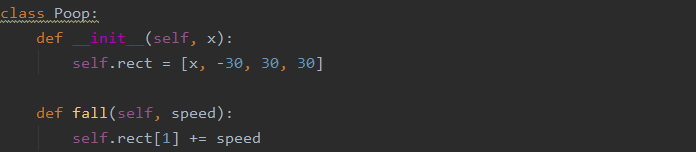 class Poop:
    def __init__(self, x):
        self.rect = [x, -30, 30, 30]

    def fall(self, speed):
        self.rect[1] += speed